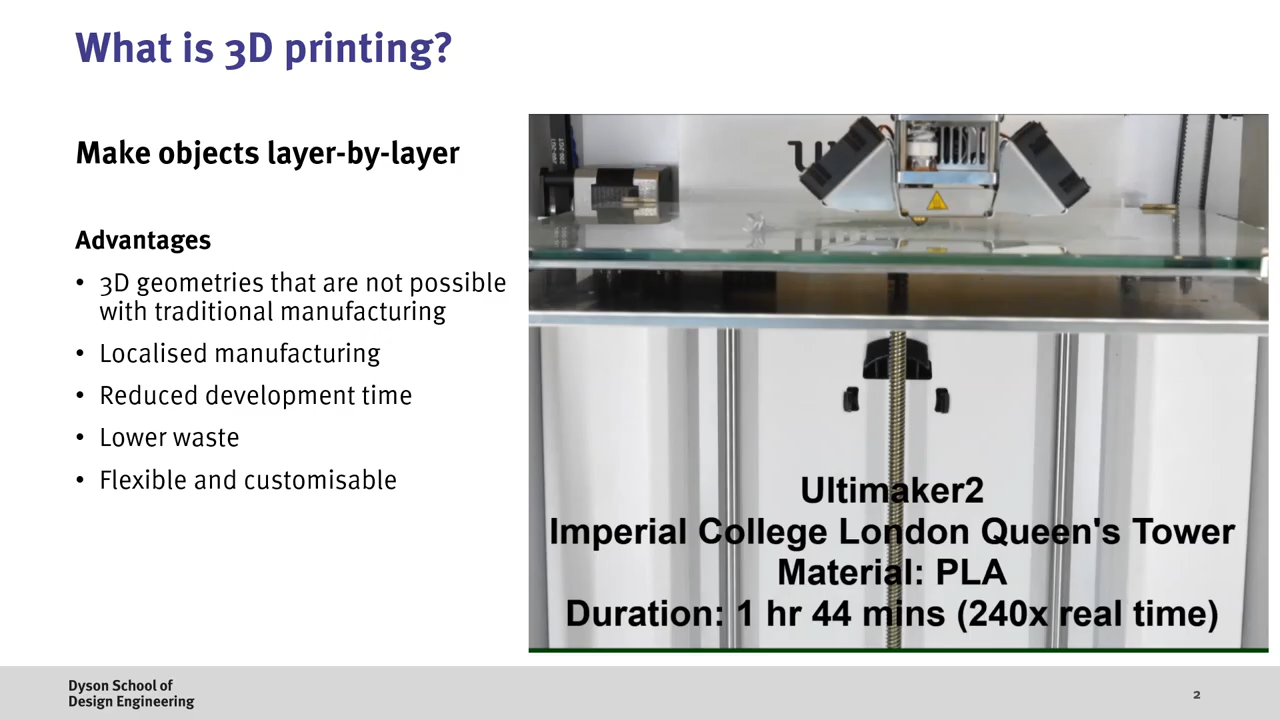 What is 3D printing?
Make objects layer-by-layer
Advantages
• 3D geometries that are not possible
with traditional manufacturing
• Localised manufacturing
• Reduced development time
• Lower waste
• Flexible and customisable
Ultimaker2
Imperial College London Queen's Tower
Material: PLA
Duration: 1 hr 44 mins (240x real time)
Dyson School of
Design Engineering
2